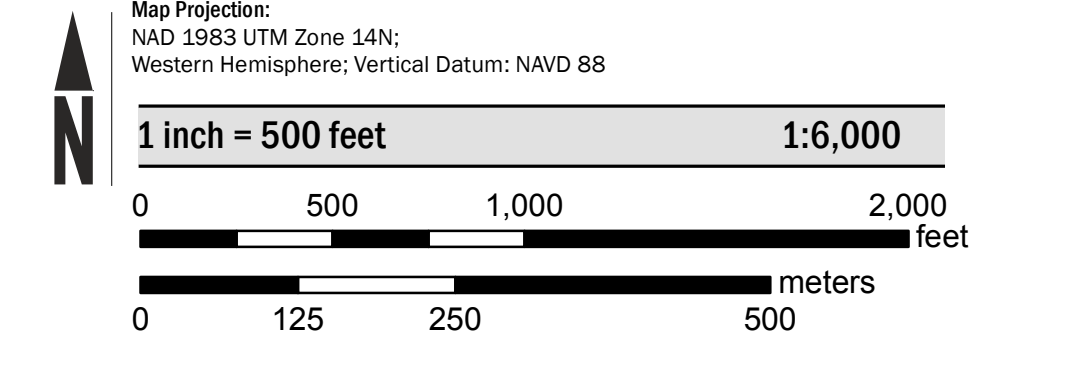 Map Projection:
NAD 1983 UTM Zone 14N;
Western Hemisphere; Vertical Datum: NAVD 88
N
1 inch = 500 feet 1:6,000
0 500 1,000 2,000
feet
meters
0 125 250 500